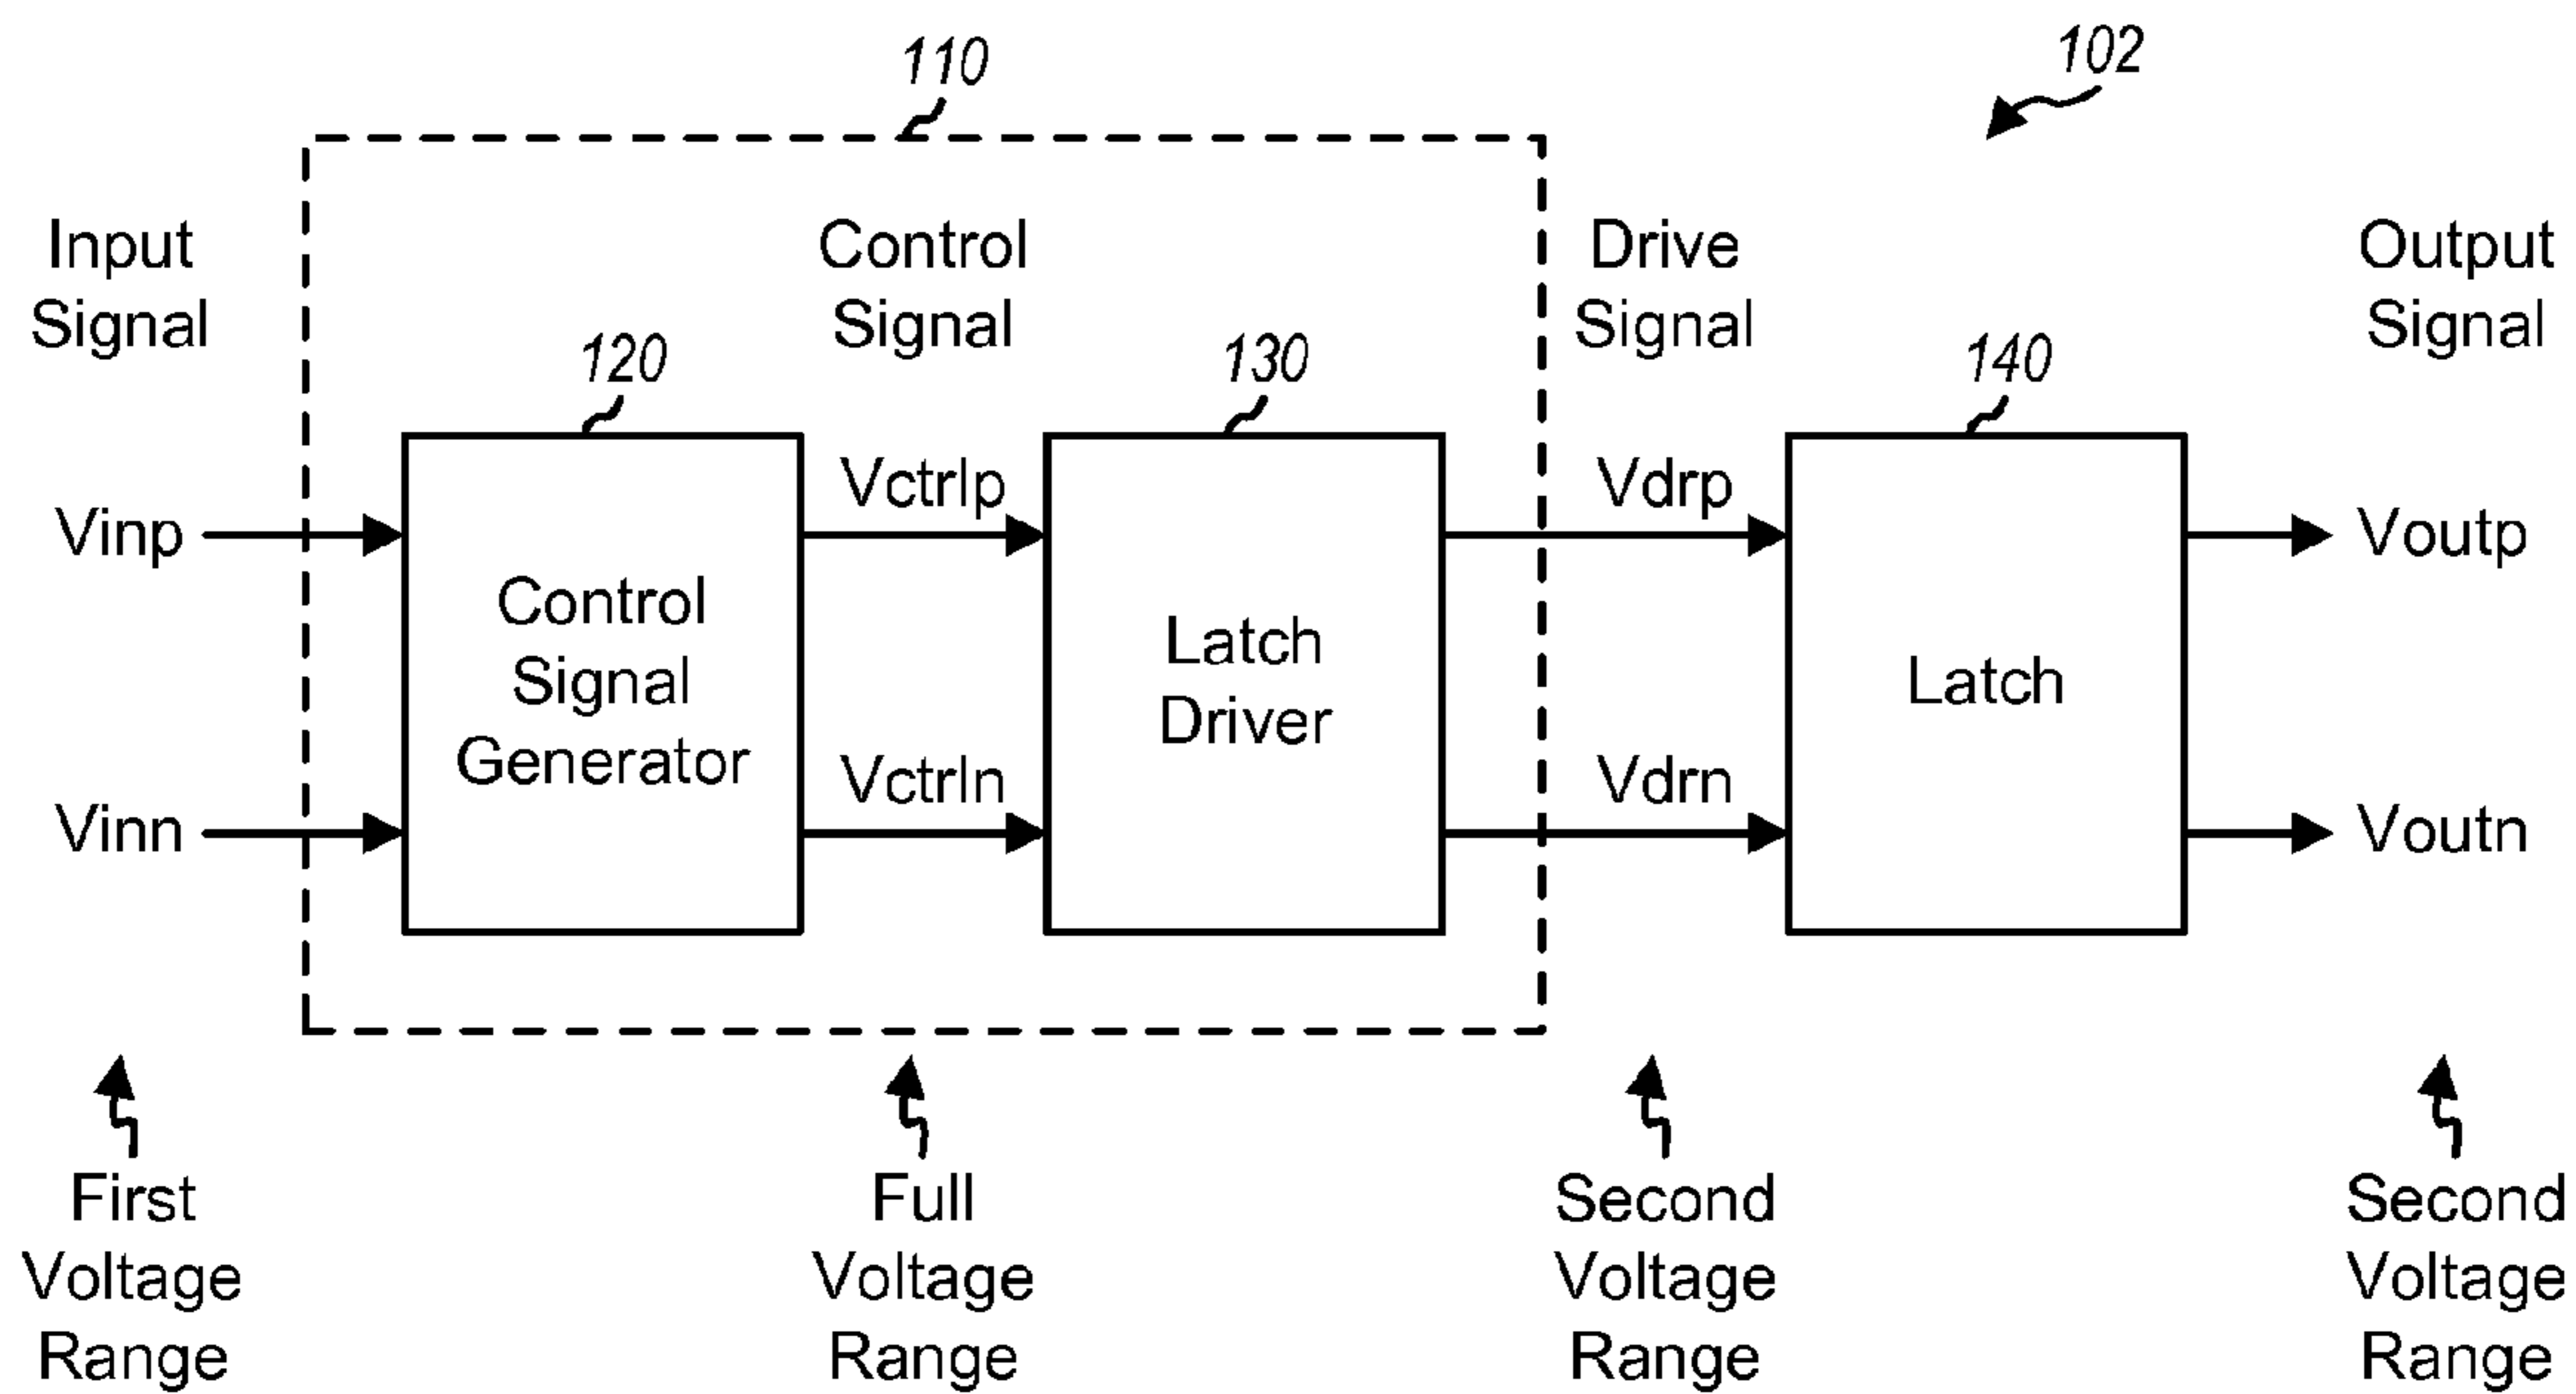 110
102
Input
Signal
Control
Signal
Drive
Signal
Output
Signal
120
130
140
Vinp
Vinn
Control
Signal
Generator
Vctrlp
Vctrln
Latch
Driver
Vdrp
Vdrn
Latch
Voutp
Voutn
First
Voltage
Range
Full
Voltage
Range
Second
Voltage
Range
Second
Voltage
Range